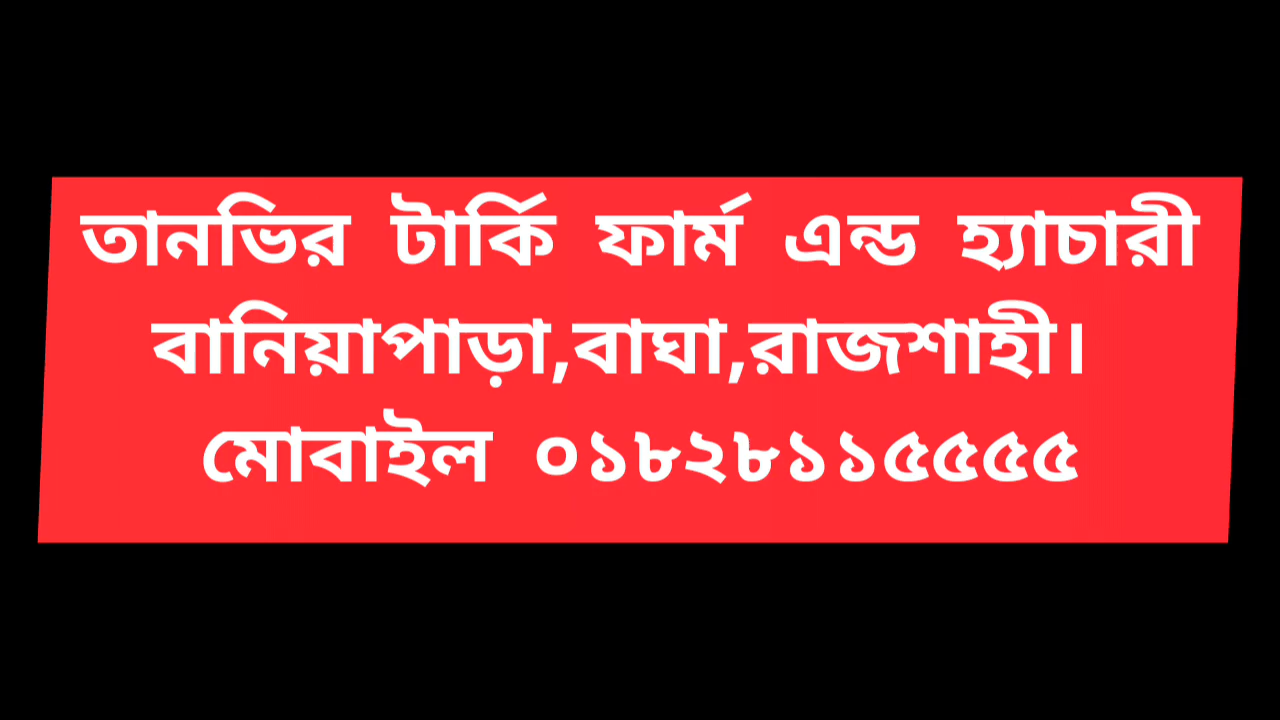 তানভির টার্কি ফার্ম এন্ড হ্যাচারী
বানিয়াপাড়া,বাঘা,রাজশাহী।
মোবাইল ০১৮২৮১১৫৫৫৫